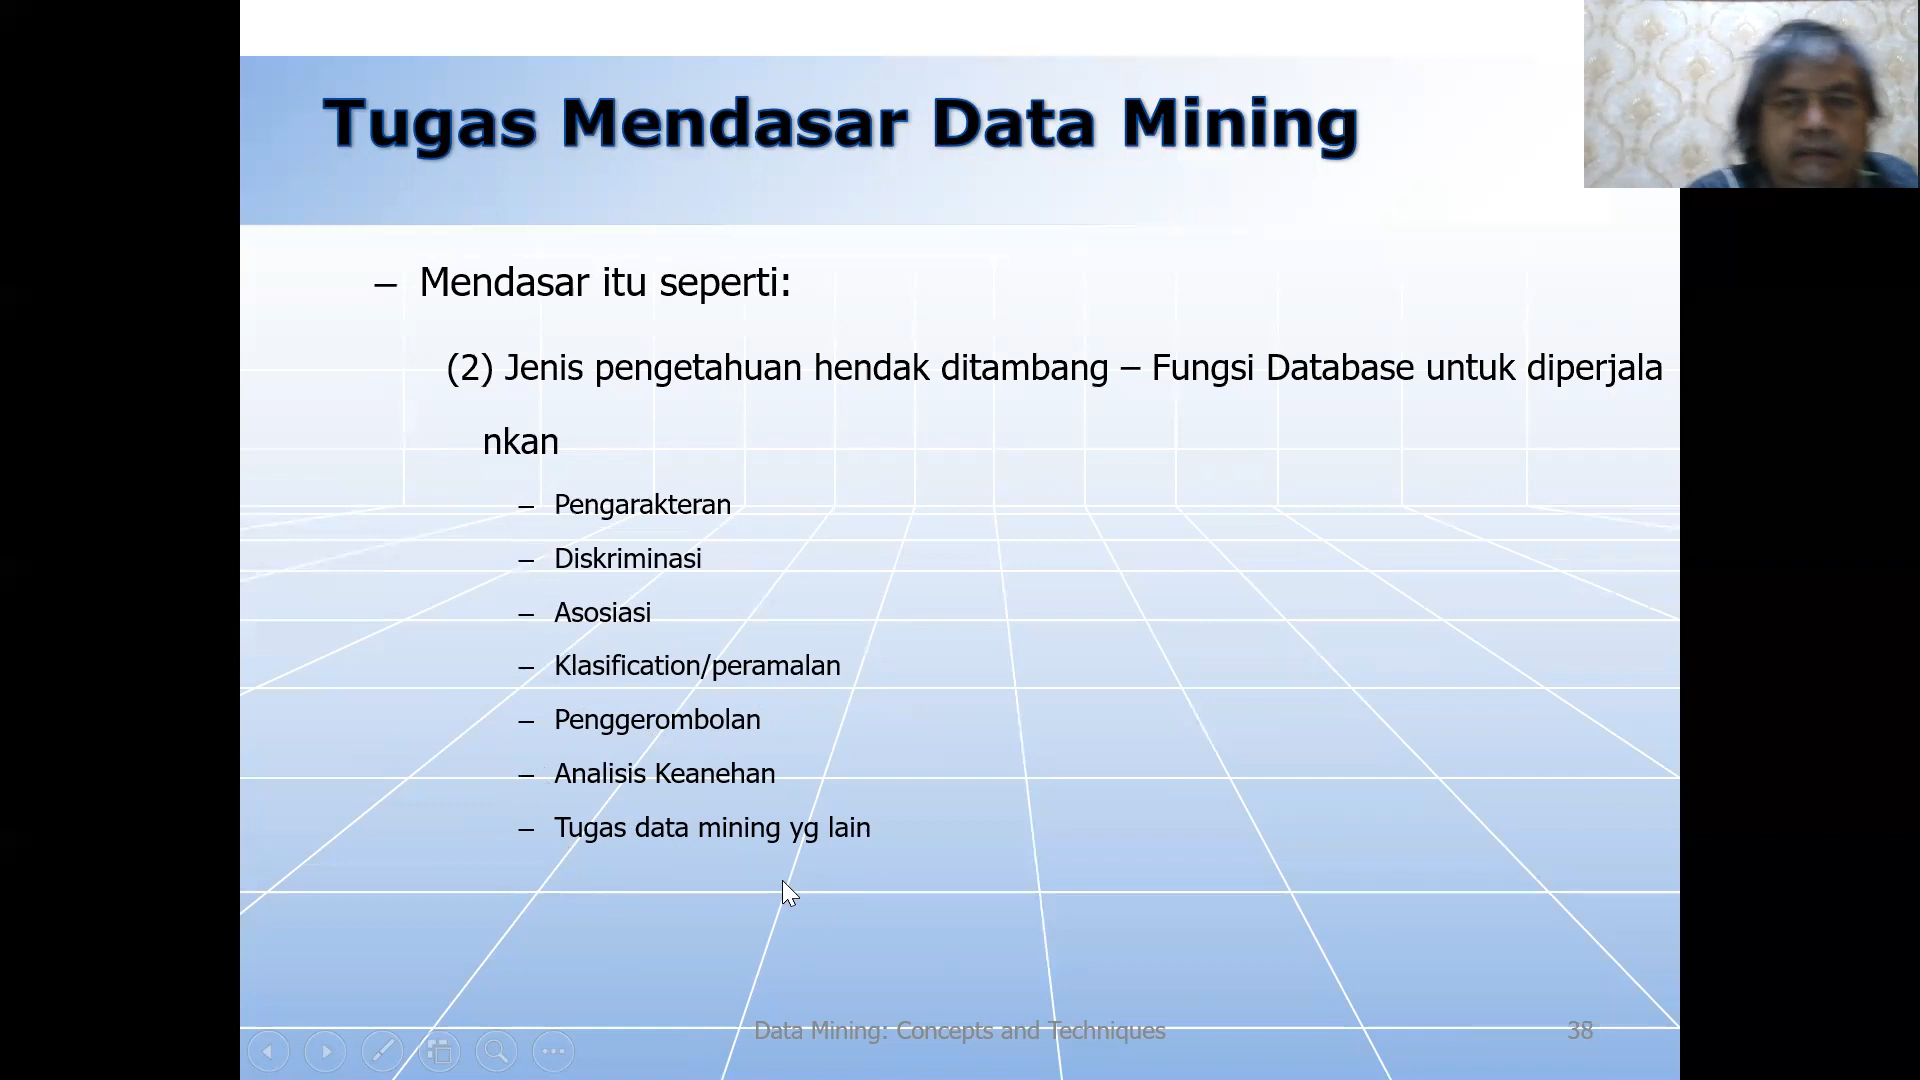 Tugas Mendasar Data Mining
– Mendasar itu seperti:
(2) Jenis pengetahuan hendak ditambang – Fungsi Database untuk diperjala
nkan
– Pengarakteran
– Diskriminasi
– Asosiasi
– Klasification/peramalan
– Penggerombolan
– Analisis Keanehan
– Tugas data mining yg lain
Data Mining: Concepts and Techniques
38